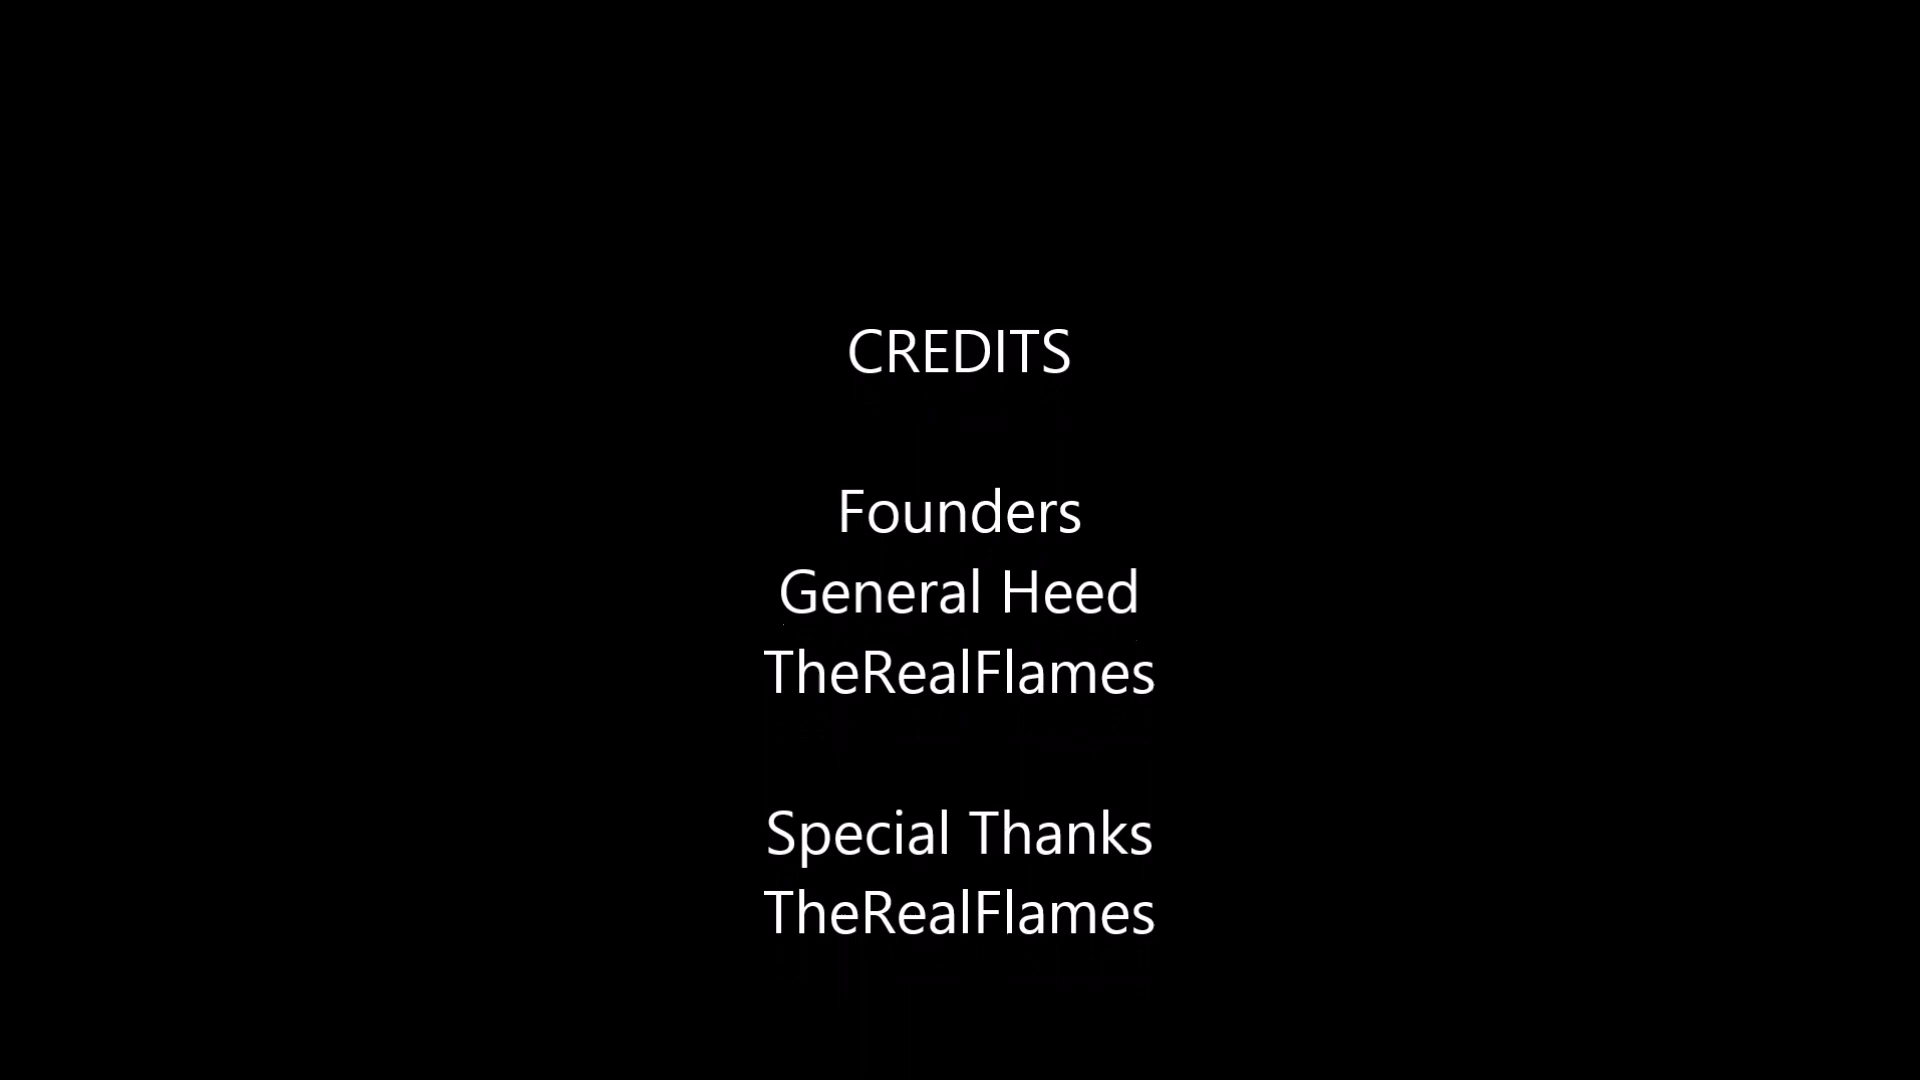 CREDITS
Founders
General Heed
TheRealFlames
Special Thanks
TheRealFlames